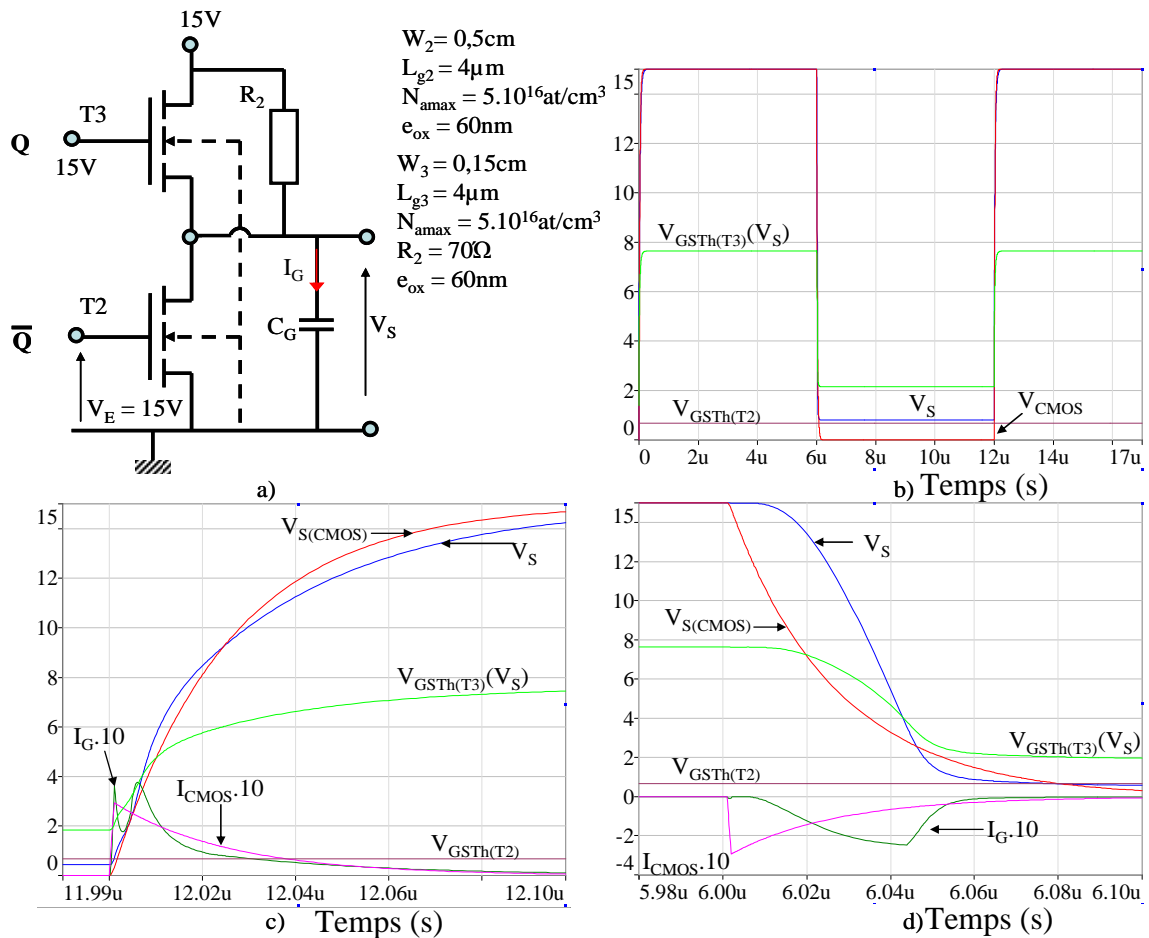 15V
W2 = 0,5cm
Lg2 = 4µm
Namax = 5.10^16at/cm^3
eox = 60nm
W3 = 0,15cm
Lg3 = 4µm
Namax = 5.10^16at/cm^3
R2 = 70Ω
eox = 60nm
T3
Q
15V
R2
IG
T2
CG
VS
Q̅
VE = 15V
a)
15
12
10
16
6
4
2
0
VGSTh(T3)(VS)
VGSTh(T2)
VS
VCMOS
0 2u 4u 6u 8u 10u 12u 14u 17u
b) Temps (s)
15
12
10
8
6
4
2
0
VS(CMOS)
VS
VGSTh(T3)(VS)
IG.10
ICMOS.10
VGSTh(T2)
11.99u 12.02u 12.06u 12.10u
c) Temps (s)
15
12
10
16
6
4
2
0
-2
-4
VS
VS(CMOS)
VGSTh(T3)(VS)
VGSTh(T2)
IG.10
ICMOS.10
5.98u 6.00u 6.02u 6.04u 6.06u 6.08u 6.10u
d) Temps (s)